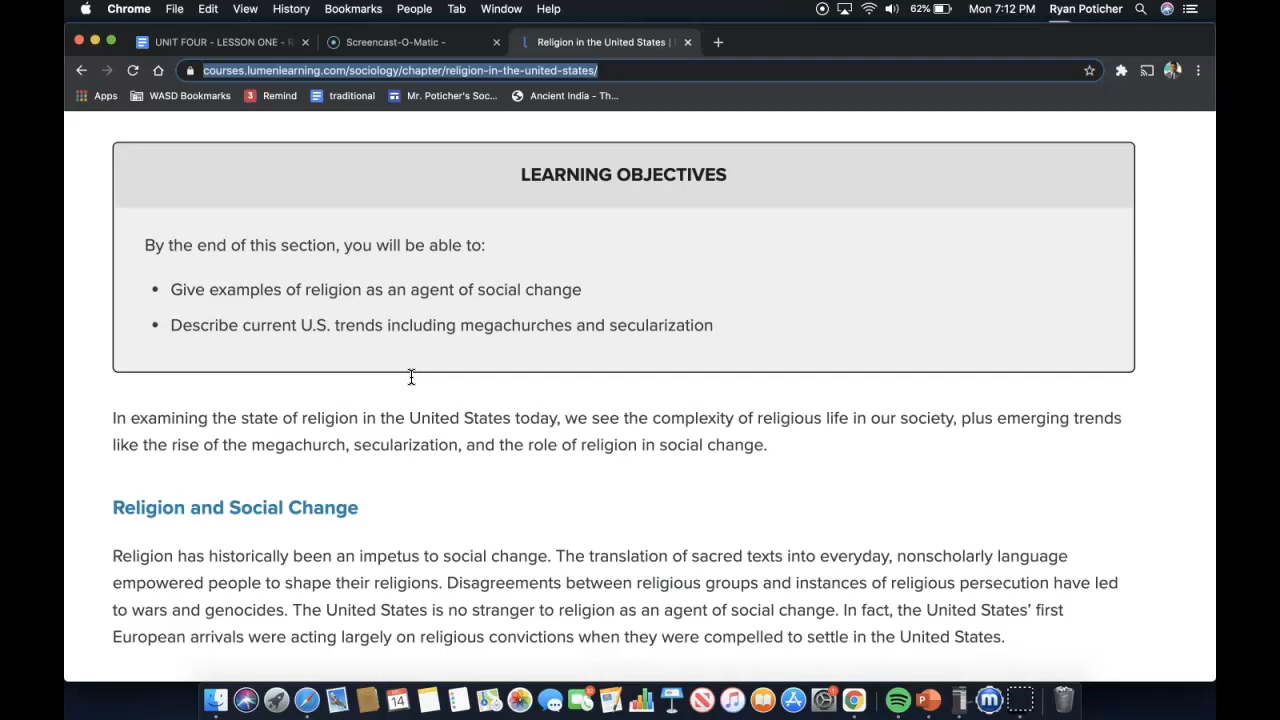 Chrome File Edit View History Bookmarks People Tab Window Help 62% Mon 7:12 PM Ryan Poticher
UNIT FOUR - LESSON ONE - Screencast-O-Matic - Religion in the United States |
courses.lumenlearning.com/sociology/chapter/religion-in-the-united-states/
Apps WASD Bookmarks 3 Remind traditional Mr. Poticher's Soc... Ancient India - Th...
LEARNING OBJECTIVES
By the end of this section, you will be able to:
• Give examples of religion as an agent of social change
• Describe current U.S. trends including megachurches and secularization
In examining the state of religion in the United States today, we see the complexity of religious life in our society, plus emerging trends
like the rise of the megachurch, secularization, and the role of religion in social change.
Religion and Social Change
Religion has historically been an impetus to social change. The translation of sacred texts into everyday, nonscholarly language
empowered people to shape their religions. Disagreements between religious groups and instances of religious persecution have led
to wars and genocides. The United States is no stranger to religion as an agent of social change. In fact, the United States’ first
European arrivals were acting largely on religious convictions when they were compelled to settle in the United States.
14